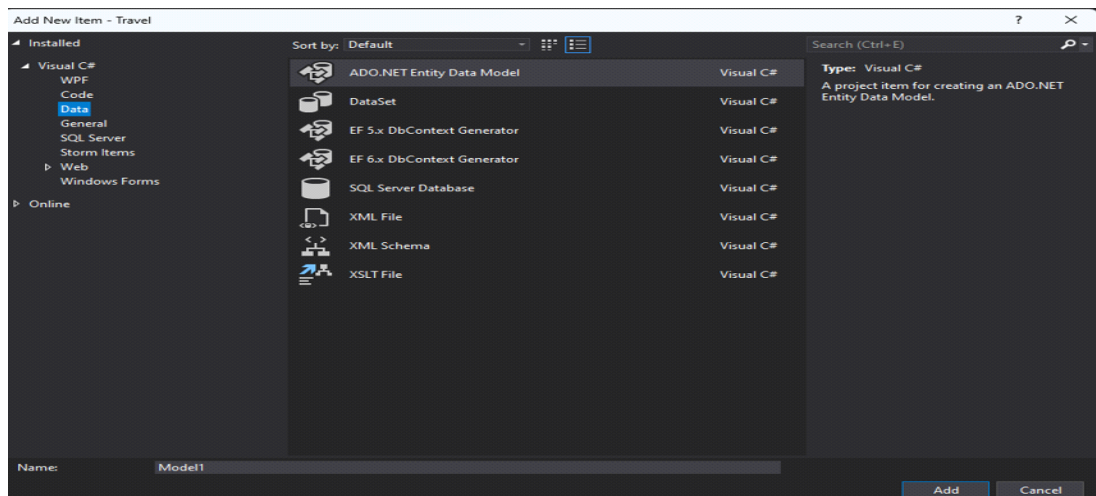 Add New Item - Travel
Installed
Visual C#
WPF
Code
Data
General
SQL Server
Storm Items
Web
Windows Forms
Online
Sort by: Default
ADO.NET Entity Data Model Visual C#
DataSet Visual C#
EF 5.x DbContext Generator Visual C#
EF 6.x DbContext Generator Visual C#
SQL Server Database Visual C#
XML File Visual C#
XML Schema Visual C#
XSLT File Visual C#
Search (Ctrl+E)
Type: Visual C#
A project item for creating an ADO.NET
Entity Data Model.
Name: Model1
Add Cancel